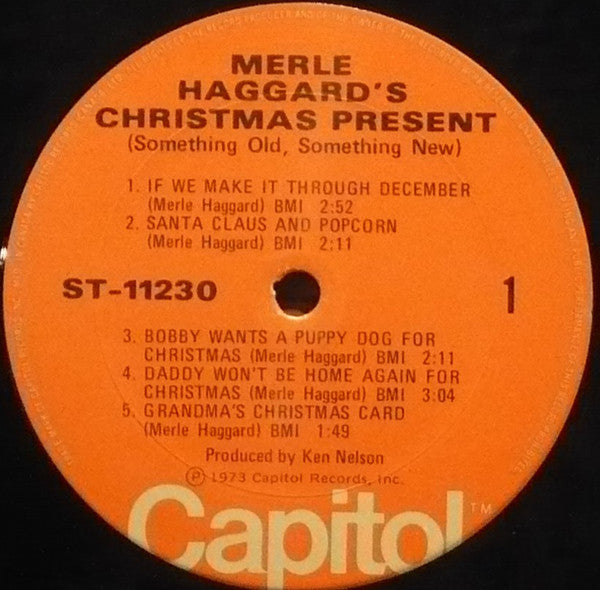 MERLE
HAGGARD'S
CHRISTMAS PRESENT
(Something Old, Something New)
1. IF WE MAKE IT THROUGH DECEMBER
(Merle Haggard) BMI 2:52
2. SANTA CLAUS AND POPCORN
(Merle Haggard) BMI 2:11
ST-11230
1
3. BOBBY WANTS A PUPPY DOG FOR
CHRISTMAS (Merle Haggard) BMI 2:11
4. DADDY WON'T BE HOME AGAIN FOR
CHRISTMAS (Merle Haggard) BMI 3:04
5. GRANDMA'S CHRISTMAS CARD
(Merle Haggard) BMI 1:49
Produced by Ken Nelson
Ⓟ 1973 Capitol Records, Inc.
Capitol™